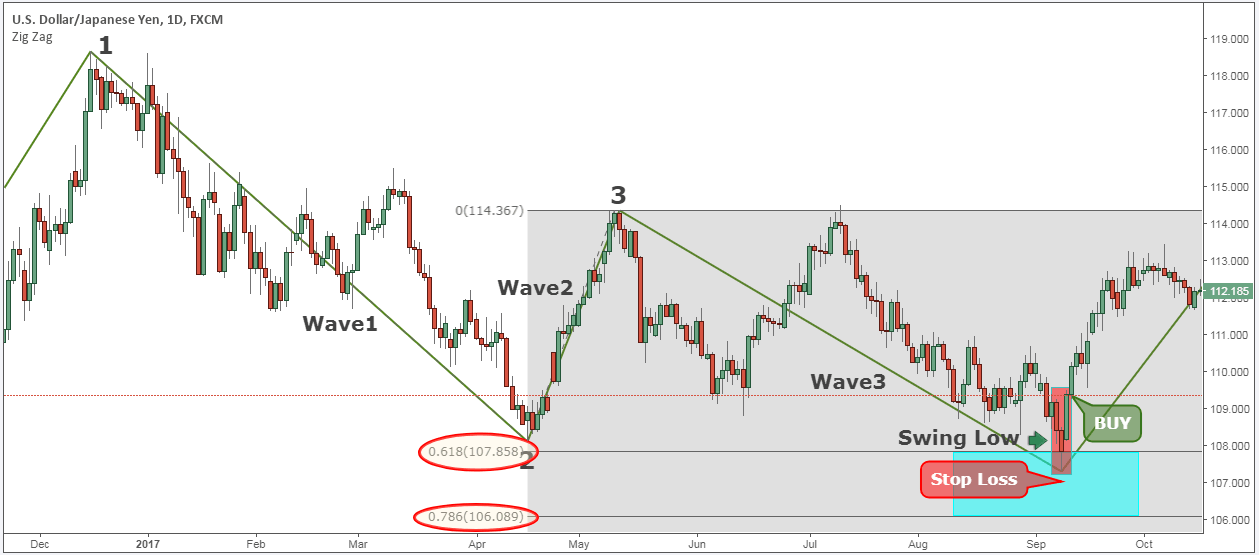 U.S. Dollar/Japanese Yen, 1D, FXCM
Zig Zag
1
119.000
118.000
117.000
116.000
115.000
3
0(114.367)
114.000
113.000
Wave2
112.185
Wave1
111.000
110.000
Wave3
109.000
BUY
Swing Low
108.000
0.618(107.858)
2
Stop Loss
107.000
0.786(106.089)
106.000
Dec 2017 Feb Mar Apr May Jun Jul Aug Sep Oct